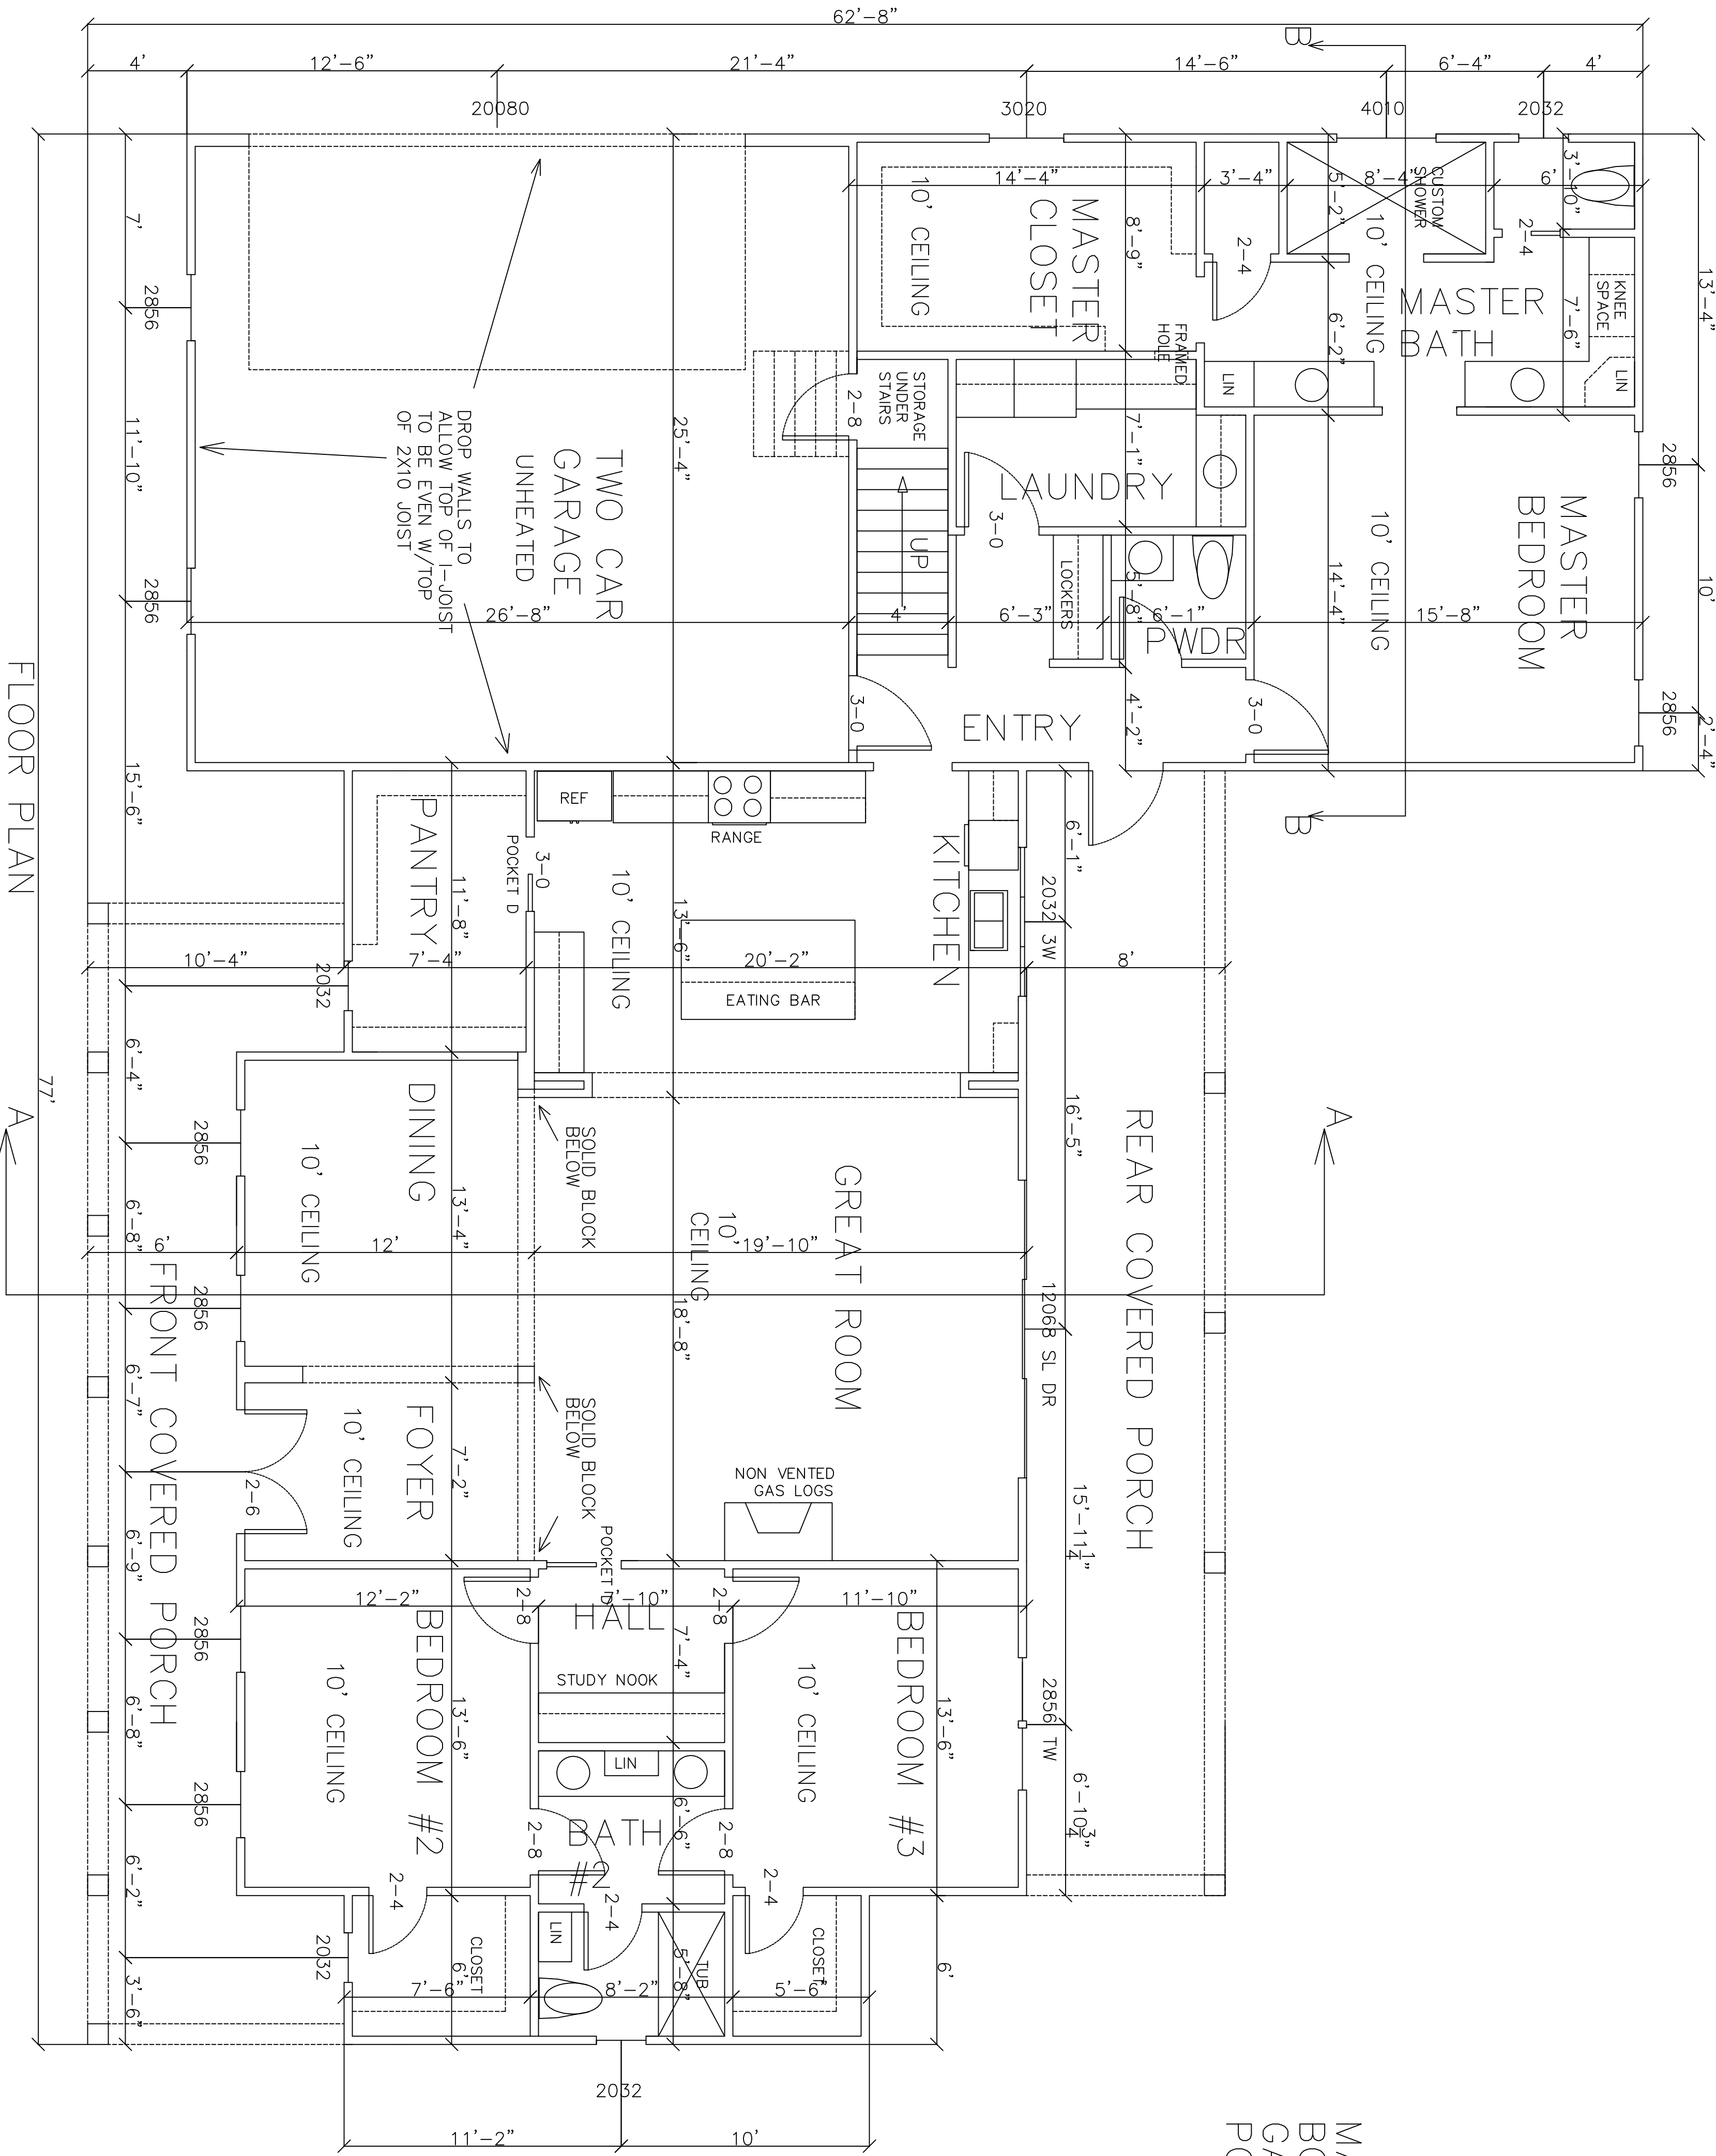 62'-8"
4'
12'-6"
21'-4"
14'-6"
6'-4"
4'
20080
3020
4010
2032
B
B
13'-4"
10'
2'-4"
2856
2856
3'-10"
7'-6"
2-4
KNEE
SPACE
LIN
CUSTOM
SHOWER
5'-2"
6'-2"
14'-4"
14'-4"
3'-4"
8'-4"
6'
MASTER
BATH
10' CEILING
2-4
LIN
MASTER
CLOSET
10' CEILING
8'-9"
7'-1"
5'-8"
4'-2"
FRAMED
HOLE
MASTER
BEDROOM
10' CEILING
15'-8"
3-0
LAUNDRY
3-0
LOCKERS
PWDR
6'-1"
6'-3"
4'
26'-8"
STORAGE
UNDER
STAIRS
UP
2-8
3-0
ENTRY
TWO CAR
GARAGE
UNHEATED
DROP WALLS TO
ALLOW TOP OF I-JOIST
TO BE EVEN W/TOP
OF 2X10 JOIST
25'-4"
7'
11'-10"
15'-6"
2856
2856
KITCHEN
10' CEILING
REF
RANGE
EATING BAR
13'-6"
20'-2"
8'
7'-4"
10'-4"
6'-1"
2032 3W
PANTRY
11'-8"
POCKET D
3-0
2032
REAR COVERED PORCH
16'-5"
12068 SL DR
15'-11 1/4"
2856 TW
6'-10 3/4"
GREAT ROOM
10'
CEILING
18'-8"
19'-10"
12'
6'
NON VENTED
GAS LOGS
DINING
10' CEILING
13'-4"
SOLID BLOCK
BELOW
SOLID BLOCK
BELOW
FOYER
10' CEILING
7'-2"
2-6
FRONT COVERED PORCH
6'-4"
6'-8"
6'-7"
6'-9"
6'-8"
6'-2"
3'-6"
2856
2856
2856
2856
2032
POCKET D
HALL
7'-10"
7'-4"
12'-2"
11'-10"
2-8
2-8
STUDY NOOK
BEDROOM #3
10' CEILING
13'-6"
6'
BEDROOM #2
10' CEILING
13'-6"
6'
LIN
BATH
#2
6'-6"
2-8
2-8
2-4
2-4
2-4
LIN
TUB
5'-8"
CLOSET
CLOSET
7'-6"
8'-2"
5'-6"
2032
11'-2"
10'
A
A
77'
FLOOR PLAN